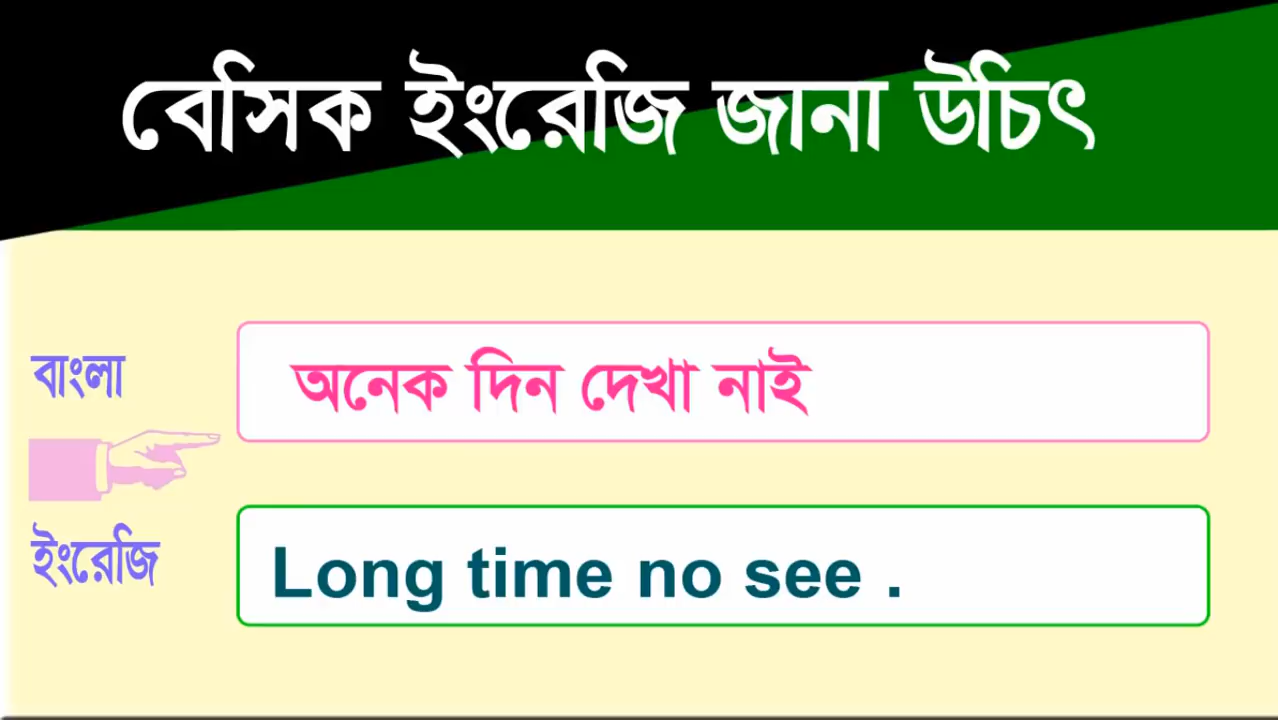 বেসিক ইংরেজি জানা উচিৎ
বাংলা
অনেক দিন দেখা নাই
ইংরেজি
Long time no see .